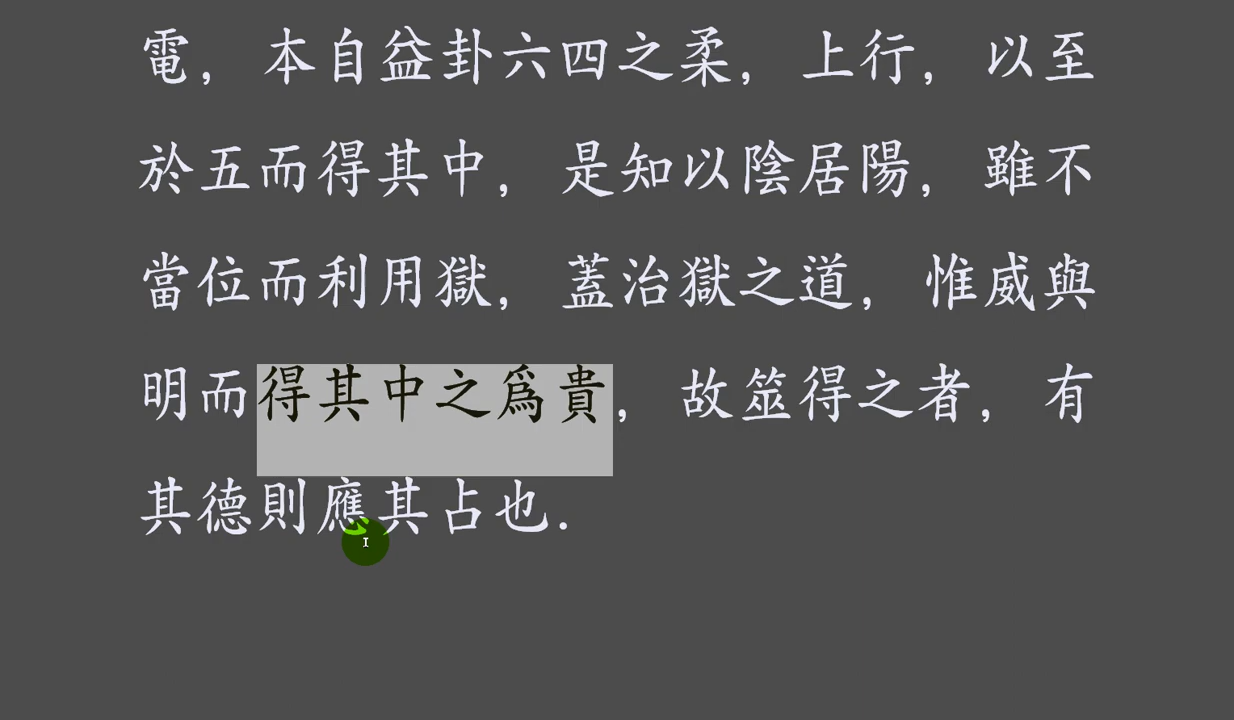 電, 本自益卦六四之柔, 上行, 以至
於五而得其中, 是知以陰居陽, 雖不
當位而利用獄, 蓋治獄之道, 惟威與
明而得其中之爲貴, 故筮得之者, 有
其德則應其占也.